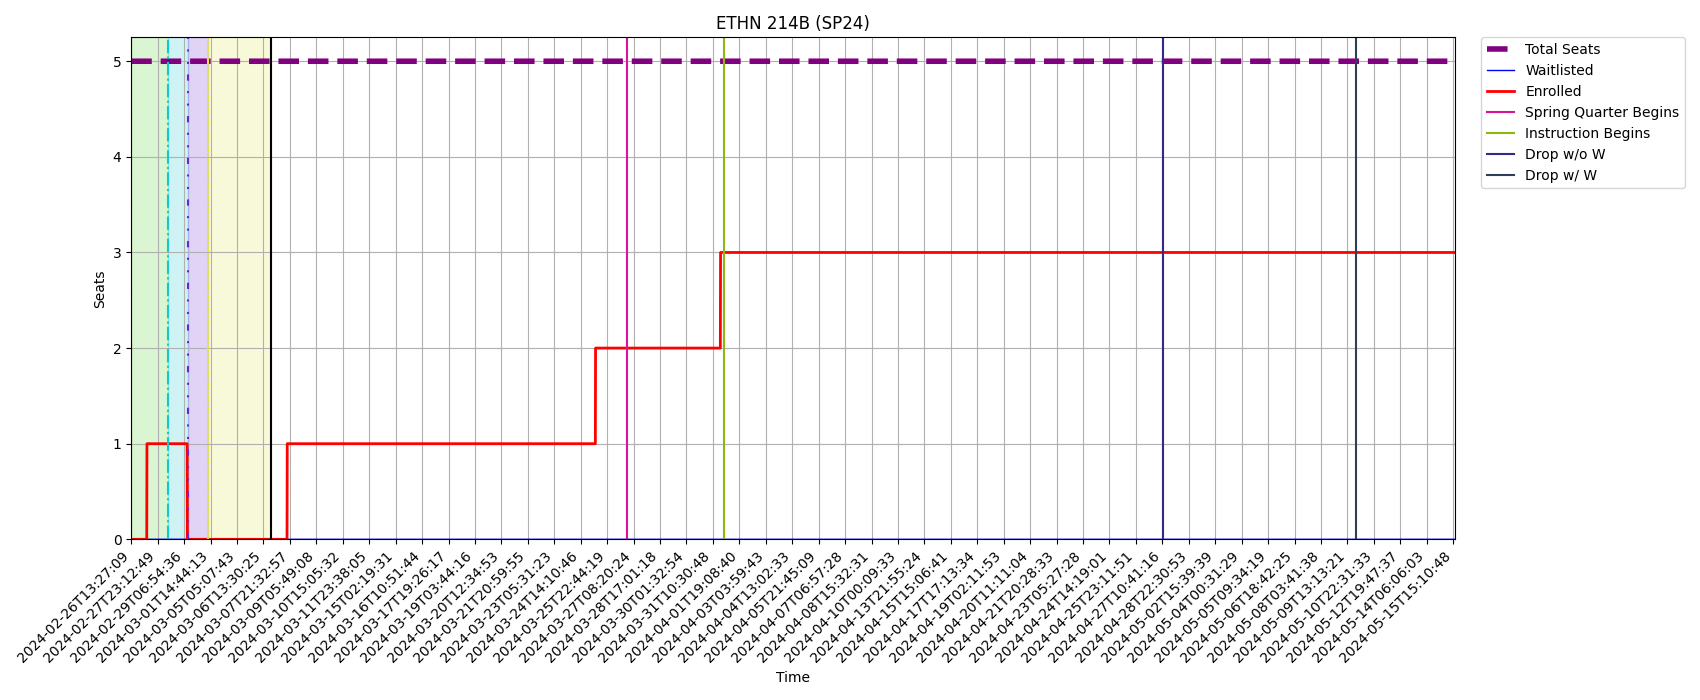 ETHN 214B (SP24)
Total Seats
Waitlisted
Enrolled
Spring Quarter Begins
Instruction Begins
Drop w/o W
Drop w/ W
Seats
5
4
3
2
1
0
2024-02-26T13:27:09
2024-02-27T23:12:49
2024-02-29T06:54:36
2024-03-01T14:44:13
2024-03-05T05:07:43
2024-03-06T13:30:25
2024-03-07T21:32:57
2024-03-09T05:49:08
2024-03-10T15:05:32
2024-03-11T23:38:05
2024-03-15T02:19:31
2024-03-16T10:51:44
2024-03-17T19:26:17
2024-03-19T03:44:16
2024-03-20T12:34:53
2024-03-21T20:59:55
2024-03-23T05:31:23
2024-03-24T14:10:46
2024-03-25T22:44:19
2024-03-27T08:20:24
2024-03-28T17:01:18
2024-03-30T01:32:54
2024-03-31T10:30:48
2024-04-01T19:08:40
2024-04-03T03:59:43
2024-04-04T13:02:33
2024-04-05T21:45:09
2024-04-07T06:57:28
2024-04-08T15:32:31
2024-04-10T00:09:33
2024-04-13T21:55:24
2024-04-15T15:06:41
2024-04-17T17:13:34
2024-04-19T02:11:53
2024-04-20T11:11:04
2024-04-21T20:28:33
2024-04-23T05:27:28
2024-04-24T14:19:01
2024-04-25T23:11:51
2024-04-27T10:41:16
2024-04-28T22:30:53
2024-05-02T15:39:39
2024-05-04T00:31:29
2024-05-05T09:34:19
2024-05-06T18:42:25
2024-05-08T03:41:38
2024-05-09T13:13:21
2024-05-10T22:31:33
2024-05-12T19:47:37
2024-05-14T06:06:03
2024-05-15T15:10:48
Time